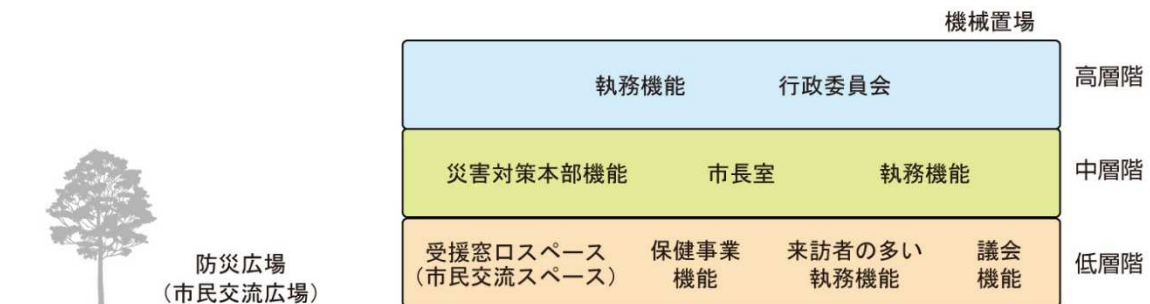 機械置場
執務機能 行政委員会 高層階
災害対策本部機能 市長室 執務機能 中層階
受援窓口スペース
(市民交流スペース)
保健事業
機能
来訪者の多い
執務機能
議会
機能
低層階
防災広場
(市民交流広場)